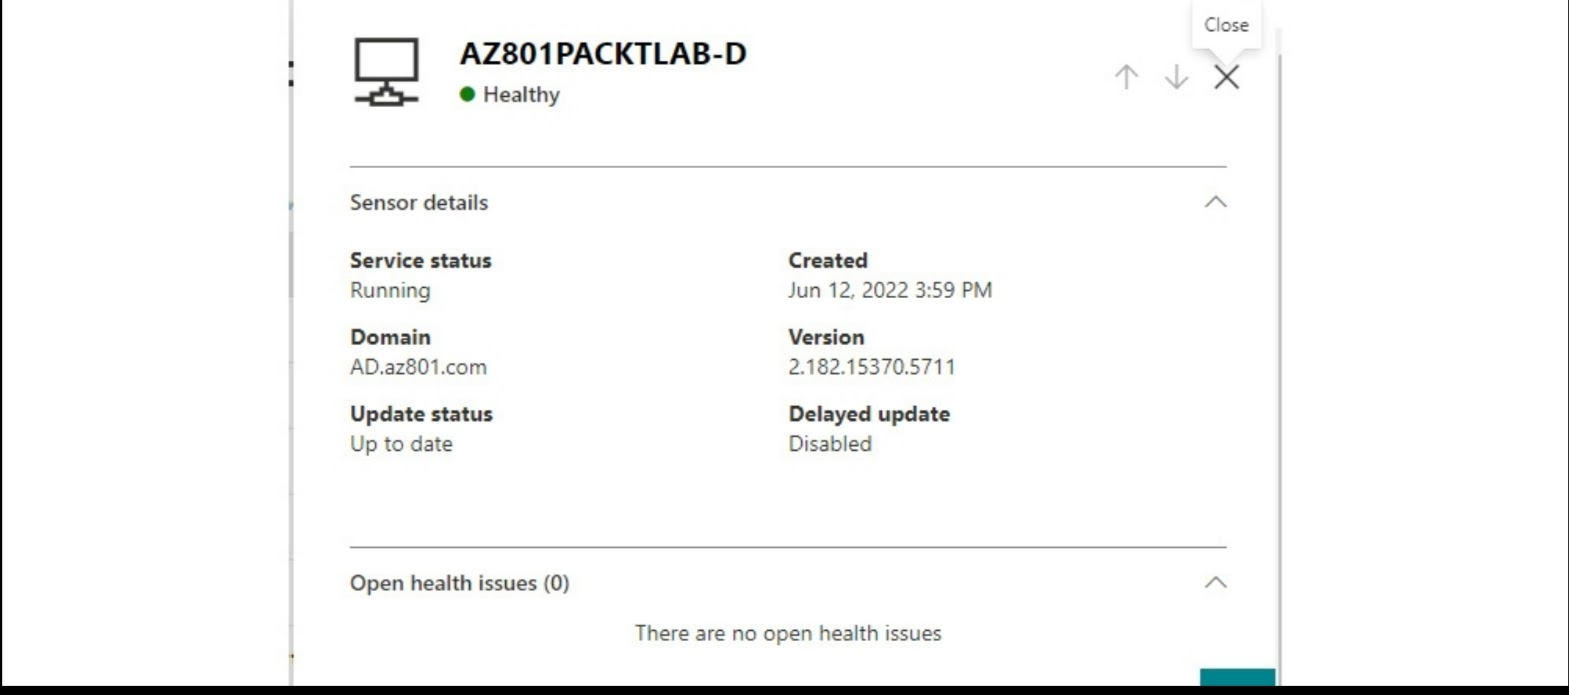 Close
AZ801PACKTLAB-D
Healthy
Sensor details
Service status
Running
Created
Jun 12, 2022 3:59 PM
Domain
AD.az801.com
Version
2.182.15370.5711
Update status
Up to date
Delayed update
Disabled
Open health issues (0)
There are no open health issues